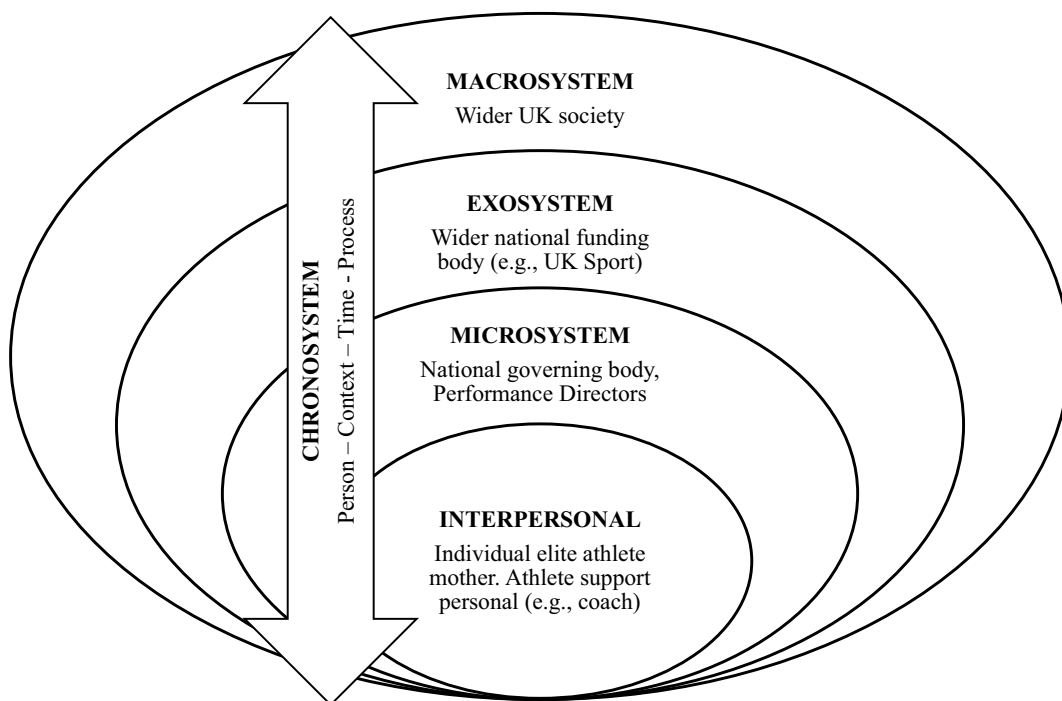 MACROSYSTEM
Wider UK society
EXOSYSTEM
Wider national funding
body (e.g., UK Sport)
MICROSYSTEM
National governing body,
Performance Directors
INTERPERSONAL
Individual elite athlete
mother. Athlete support
personal (e.g., coach)
CHRONOSYSTEM
Person – Context – Time - Process